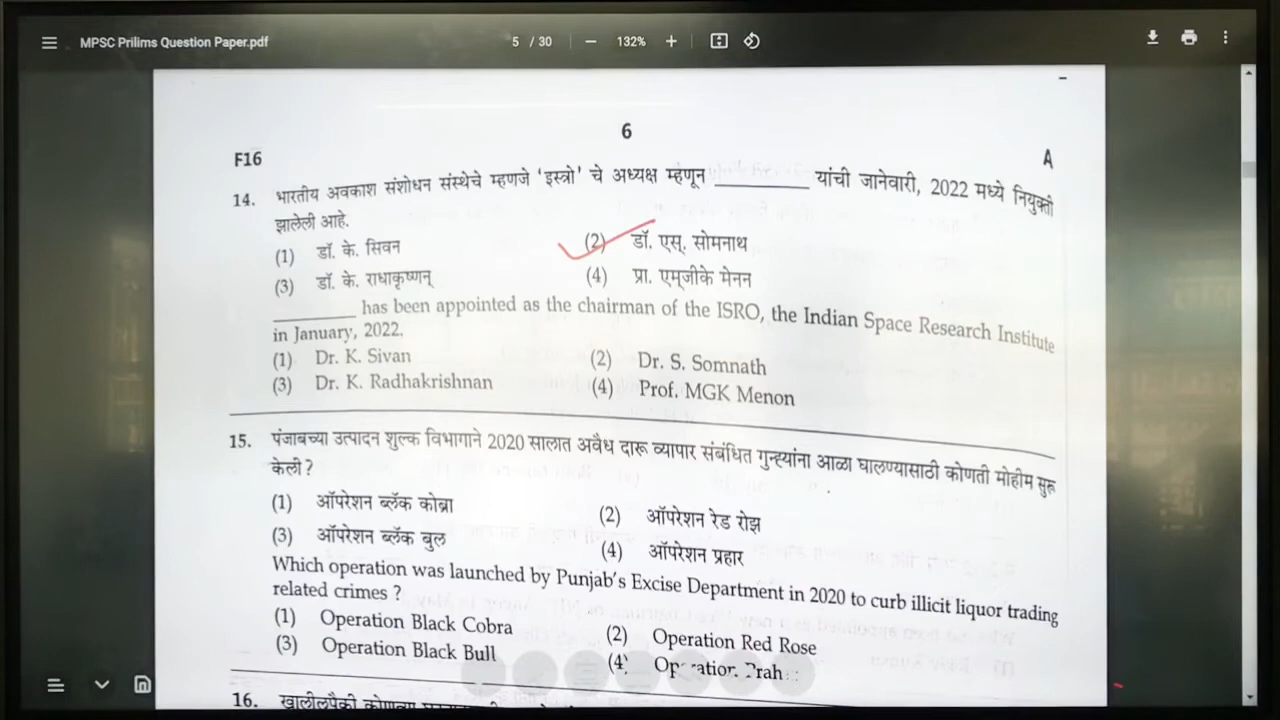 MPSC Prilims Question Paper.pdf
5 / 30
132%
6
F16
A
14. भारतीय अवकाश संशोधन संस्थेचे म्हणजे ‘इस्त्रो’ चे अध्यक्ष म्हणून ________ यांची जानेवारी, 2022 मध्ये नियुक्ती
झालेली आहे.
(1) डॉ. के. सिवन (2) डॉ. एस्. सोमनाथ
(3) डॉ. के. राधाकृष्णन् (4) प्रा. एम्‌जीके मेनन
________ has been appointed as the chairman of the ISRO, the Indian Space Research Institute
in January, 2022.
(1) Dr. K. Sivan (2) Dr. S. Somnath
(3) Dr. K. Radhakrishnan (4) Prof. MGK Menon
15. पंजाबच्या उत्पादन शुल्क विभागाने 2020 सालात अवैध दारू व्यापार संबंधित गुन्ह्यांना आळा घालण्यासाठी कोणती मोहीम सुरू
केली ?
(1) ऑपरेशन ब्लॅक कोब्रा (2) ऑपरेशन रेड रोझ
(3) ऑपरेशन ब्लॅक बुल (4) ऑपरेशन प्रहार
Which operation was launched by Punjab’s Excise Department in 2020 to curb illicit liquor trading
related crimes ?
(1) Operation Black Cobra (2) Operation Red Rose
(3) Operation Black Bull (4)
16. खालीलपैकी कोणत्या